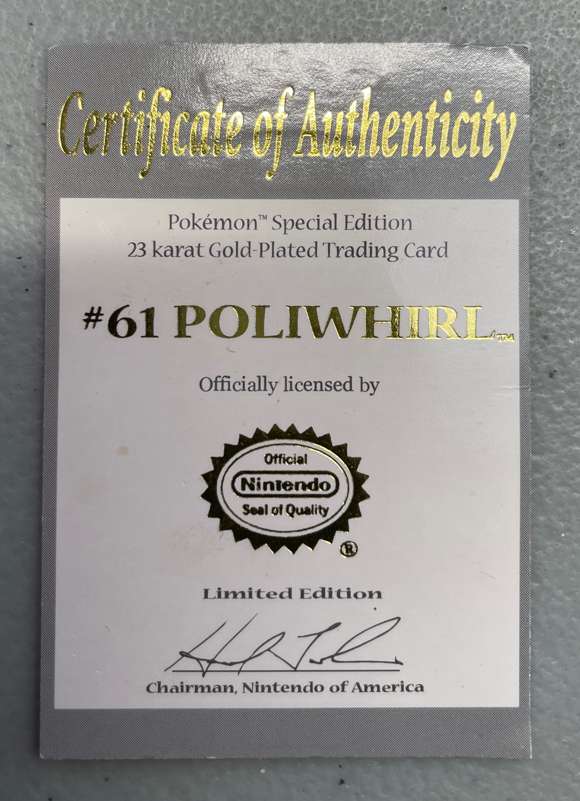 Certificate of Authenticity
Pokémon™ Special Edition
23 karat Gold-Plated Trading Card
#61 POLIWHIRL™
Officially licensed by
Official
Nintendo
Seal of Quality
®
Limited Edition
Chairman, Nintendo of America